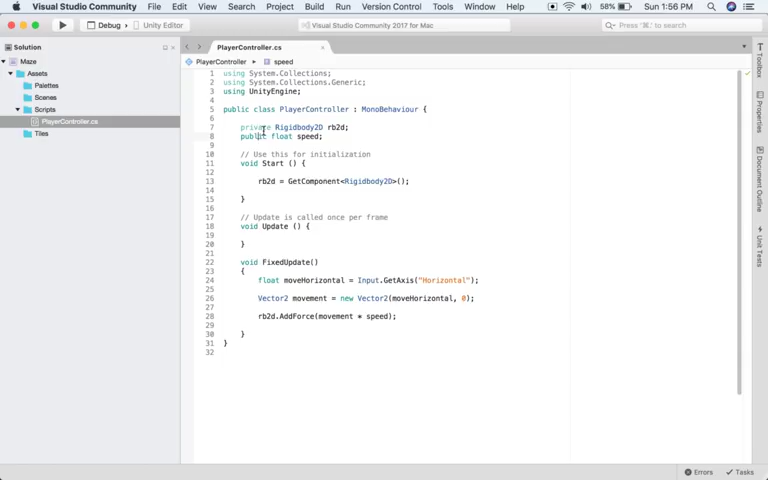 Visual Studio Community File Edit View Search Project Build Run Version Control Tools Window Help 58% Sun 1:56 PM
Debug Unity Editor Visual Studio Community 2017 for Mac Press '⌘.' to search
Solution
Maze
Assets
Palettes
Scenes
Scripts
PlayerController.cs
Tiles
PlayerController.cs
PlayerController speed
1 using System.Collections;
2 using System.Collections.Generic;
3 using UnityEngine;
4
5 public class PlayerController : MonoBehaviour {
6
7 private Rigidbody2D rb2d;
8 public float speed;
9
10 // Use this for initialization
11 void Start () {
12
13 rb2d = GetComponent<Rigidbody2D>();
14
15 }
16
17 // Update is called once per frame
18 void Update () {
19
20 }
21
22 void FixedUpdate()
23 {
24 float moveHorizontal = Input.GetAxis("Horizontal");
25
26 Vector2 movement = new Vector2(moveHorizontal, 0);
27
28 rb2d.AddForce(movement * speed);
29
30 }
31 }
32
Toolbox
Properties
Document Outline
Unit Tests
Errors Tasks